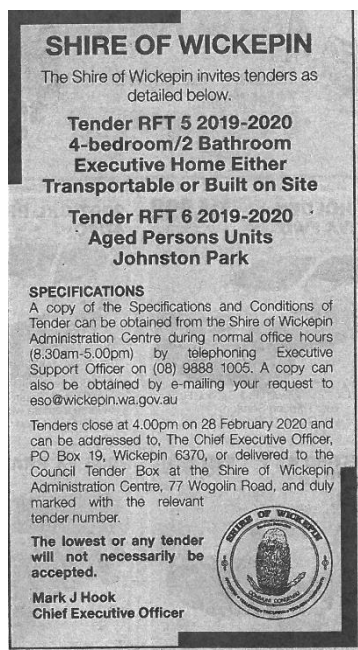 SHIRE OF WICKEPIN
The Shire of Wickepin invites tenders as
detailed below.
Tender RFT 5 2019-2020
4-bedroom/2 Bathroom
Executive Home Either
Transportable or Built on Site
Tender RFT 6 2019-2020
Aged Persons Units
Johnston Park
SPECIFICATIONS
A copy of the Specifications and Conditions of
Tender can be obtained from the Shire of Wickepin
Administration Centre during normal office hours
(8.30am-5.00pm) by telephoning Executive
Support Officer on (08) 9888 1005. A copy can
also be obtained by e-mailing your request to
eso@wickepin.wa.gov.au
Tenders close at 4.00pm on 28 February 2020 and
can be addressed to, The Chief Executive Officer,
PO Box 19, Wickepin 6370, or delivered to the
Council Tender Box at the Shire of Wickepin
Administration Centre, 77 Wogolin Road, and duly
marked with the relevant
tender number.
The lowest or any tender
will not necessarily be
accepted.
Mark J Hook
Chief Executive Officer
SHIRE OF WICKEPIN